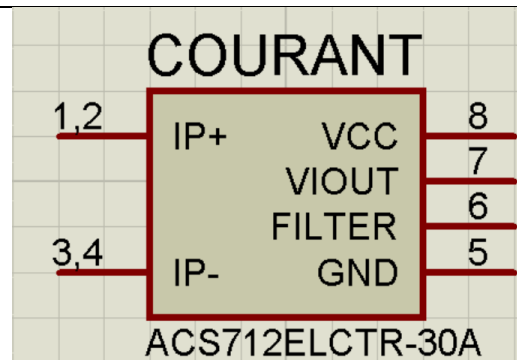 COURANT
1,2 IP+ VCC 8
VIOUT 7
FILTER 6
3,4 IP- GND 5
ACS712ELCTR-30A